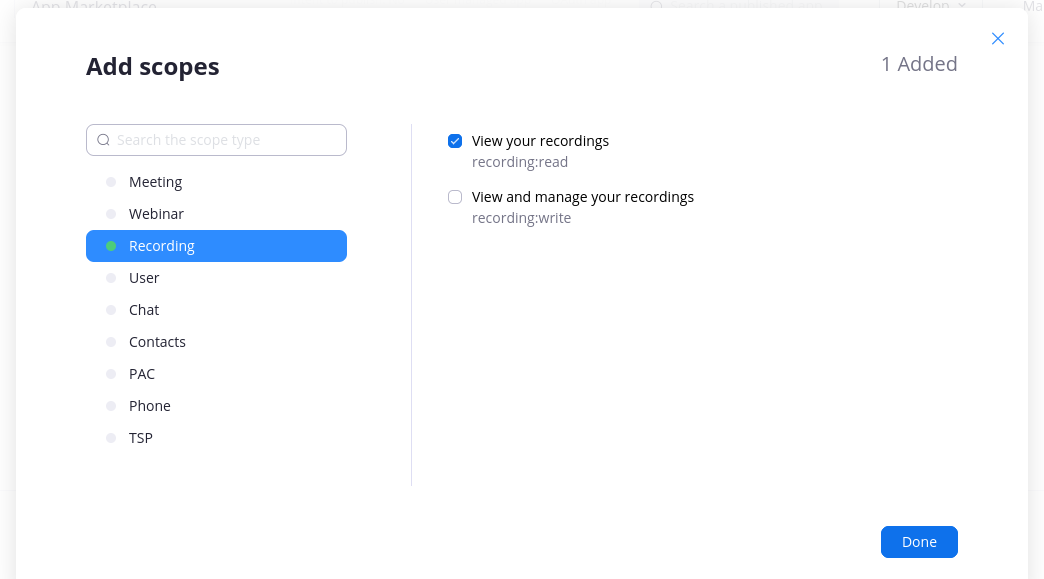 App Marketplace
Develop
Ma
Add scopes
1 Added
Search the scope type
Meeting
Webinar
Recording
User
Chat
Contacts
PAC
Phone
TSP
View your recordings
recording:read
View and manage your recordings
recording:write
Done